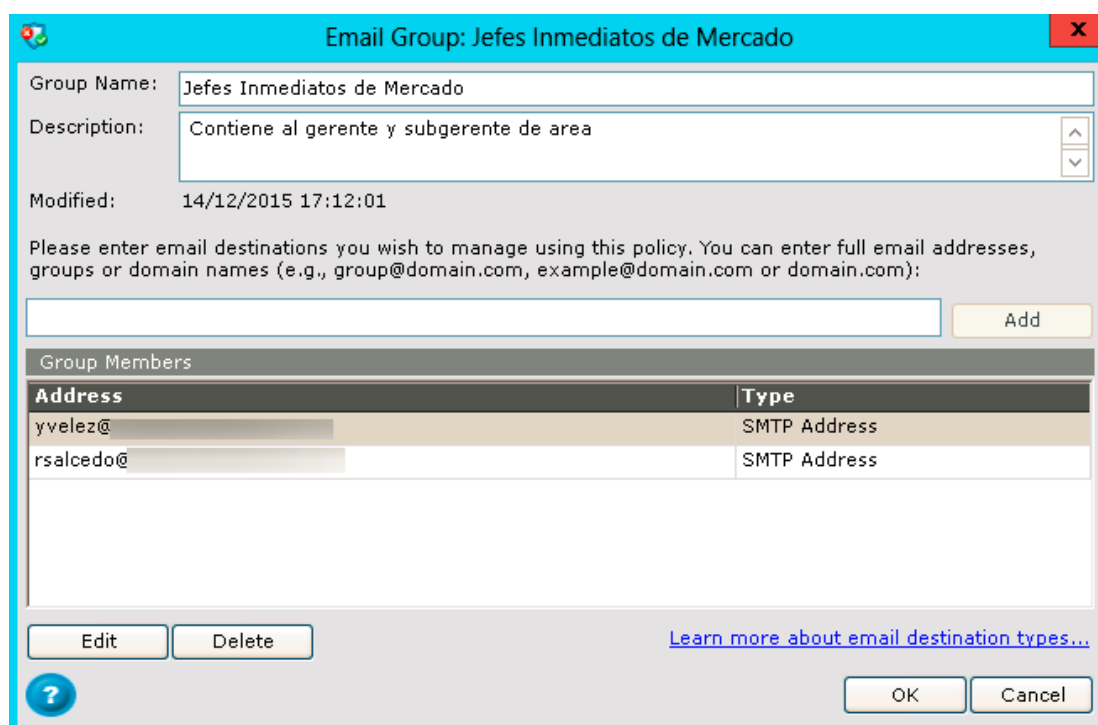 Email Group: Jefes Inmediatos de Mercado
x
Group Name: Jefes Inmediatos de Mercado
Description: Contiene al gerente y subgerente de area
Modified: 14/12/2015 17:12:01
Please enter email destinations you wish to manage using this policy. You can enter full email addresses,
groups or domain names (e.g., group@domain.com, example@domain.com or domain.com):
Add
Group Members
Address Type
yvelez@ SMTP Address
rsalcedo@ SMTP Address
Edit Delete Learn more about email destination types...
? OK Cancel